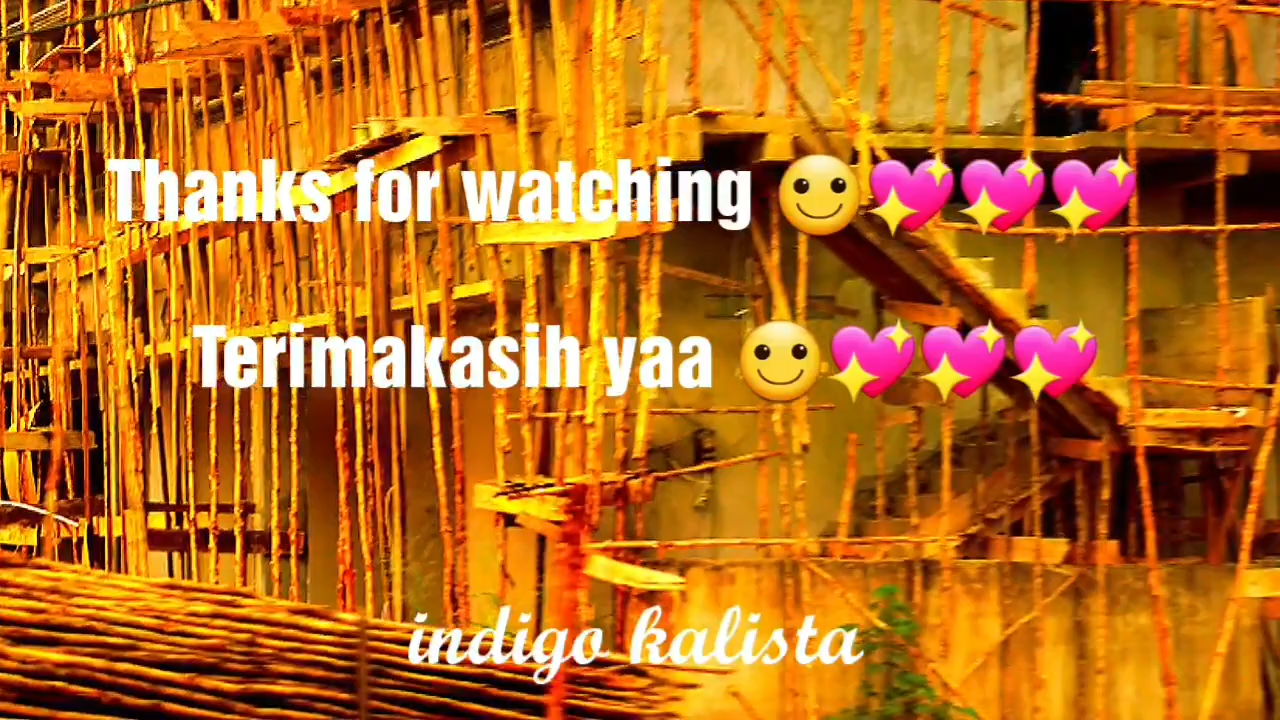 Thanks for watching 🙂💖💖💖
Terimakasih yaa 🙂💖💖💖
indigo kalista